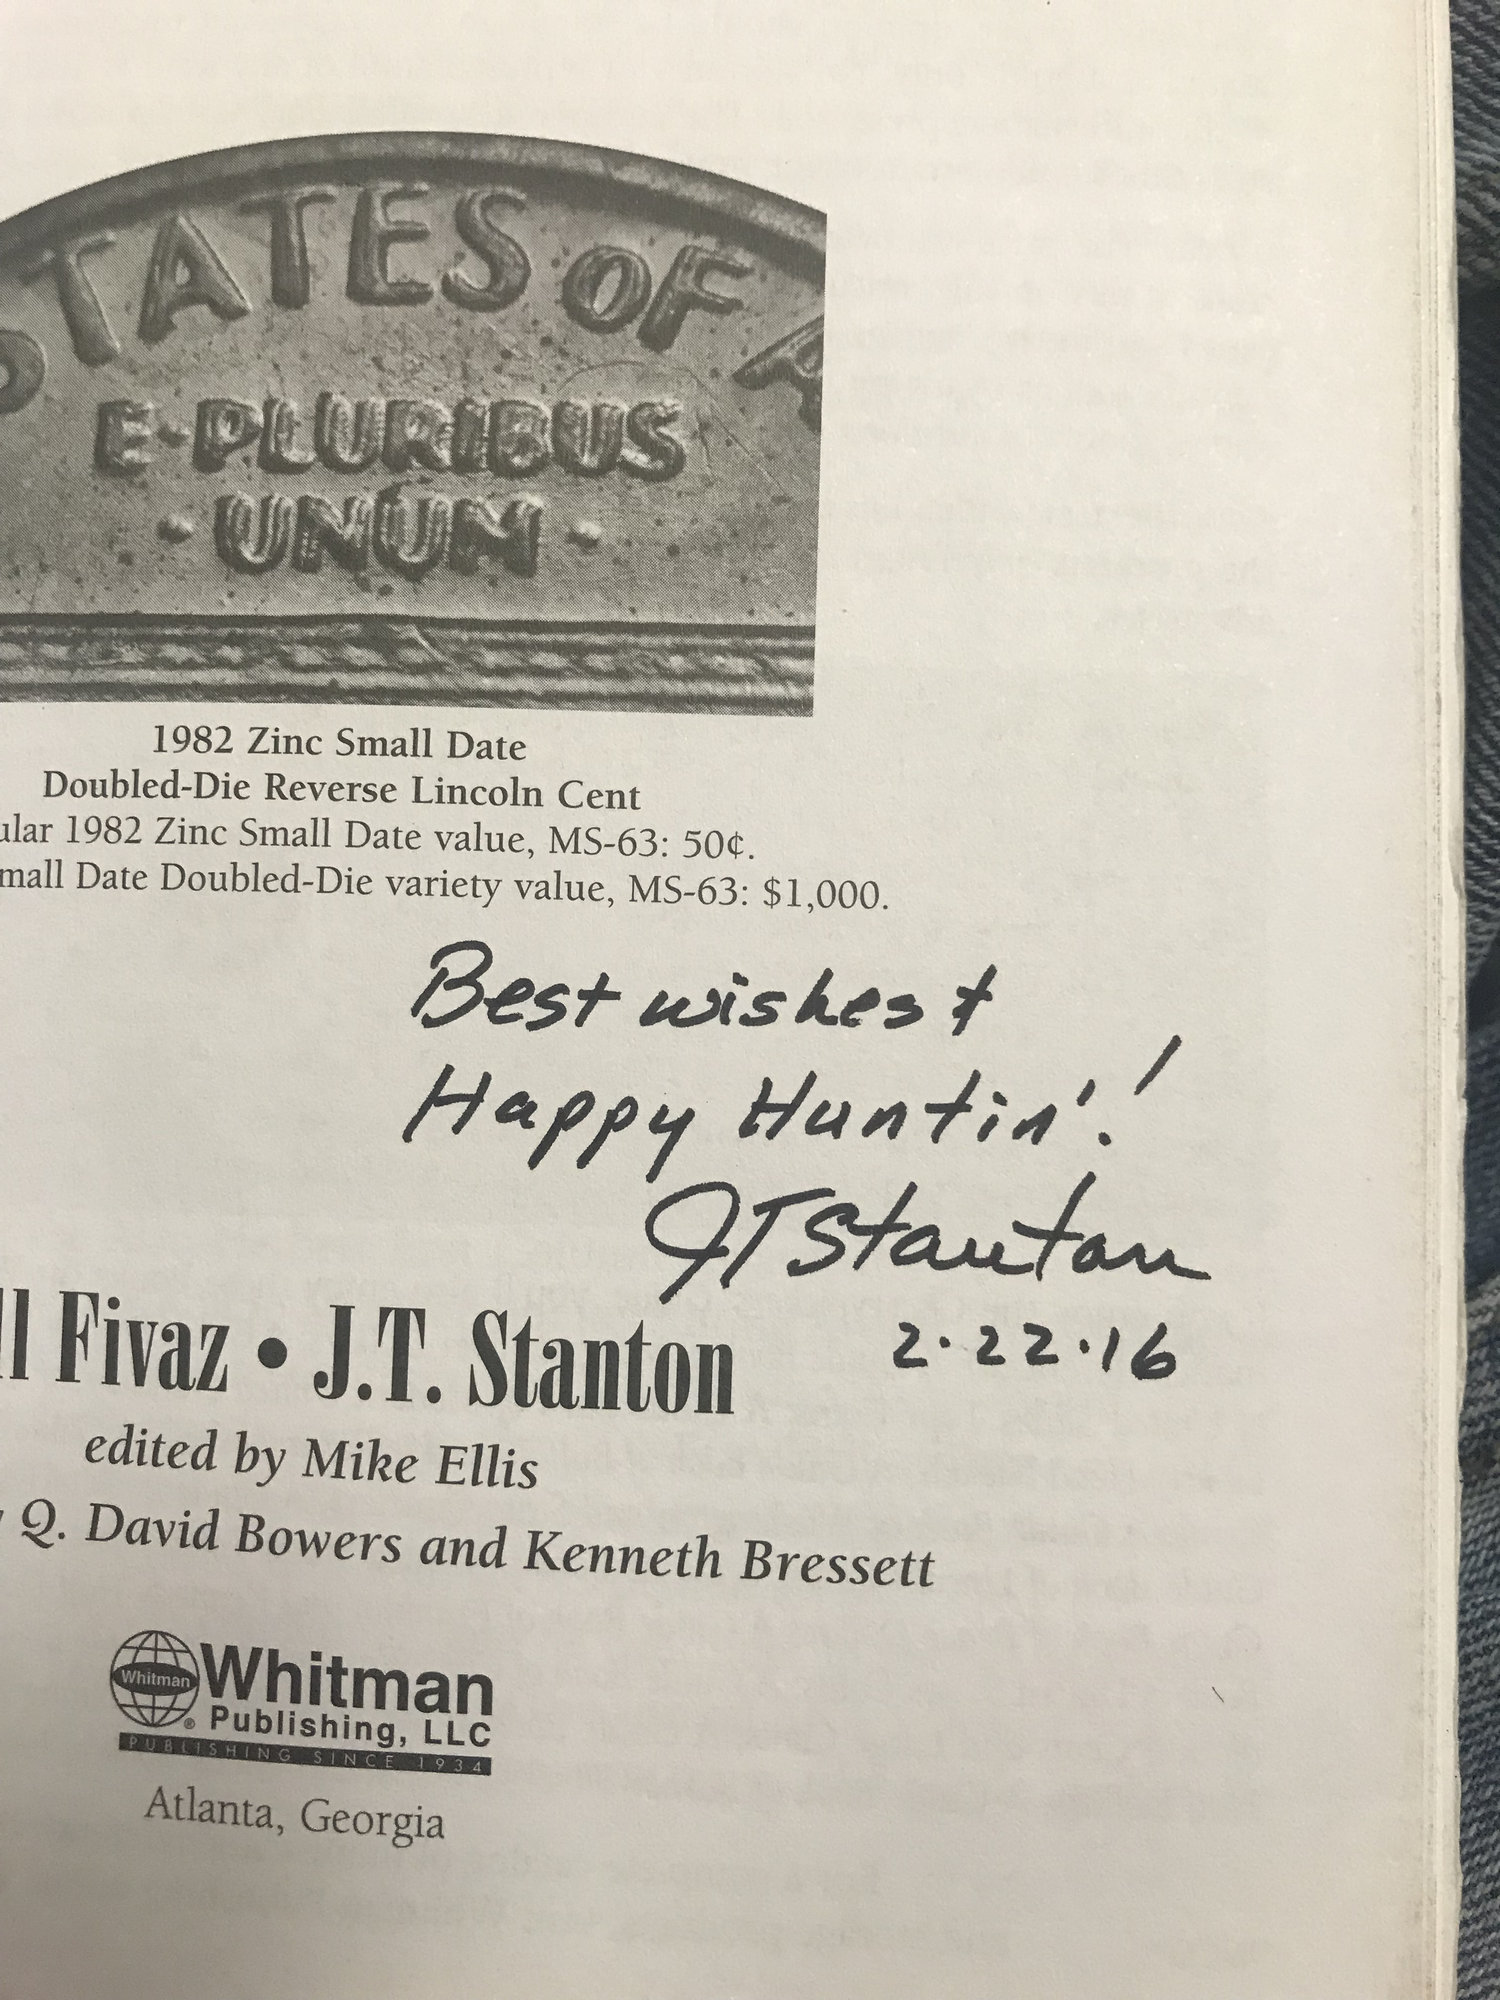 STATES OF A
E·PLURIBUS
· UNUM ·
1982 Zinc Small Date
Doubled-Die Reverse Lincoln Cent
ular 1982 Zinc Small Date value, MS-63: 50¢.
mall Date Doubled-Die variety value, MS-63: $1,000.
Best wishes &
Happy Huntin'!
JT Stanton
2·22·16
ll Fivaz • J.T. Stanton
edited by Mike Ellis
Q. David Bowers and Kenneth Bressett
Whitman
Whitman®
Publishing, LLC
PUBLISHING SINCE 1934
Atlanta, Georgia